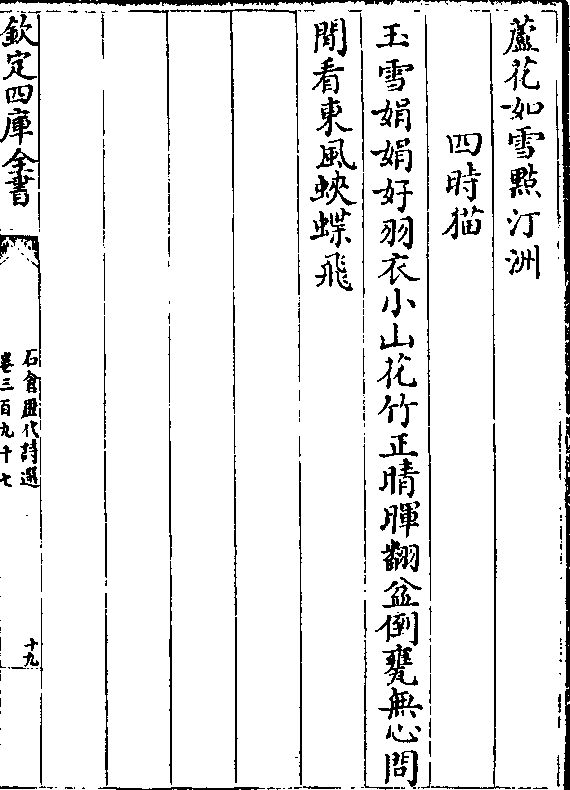 蘆花如雪㸃汀洲
四時猫
玉雪娟娟好羽衣小山花竹正晴暉翻盆倒甕無心問
閒看東風蛺蝶飛
欽定四庫全書
石倉歷代詩選
卷三百九十七
十九